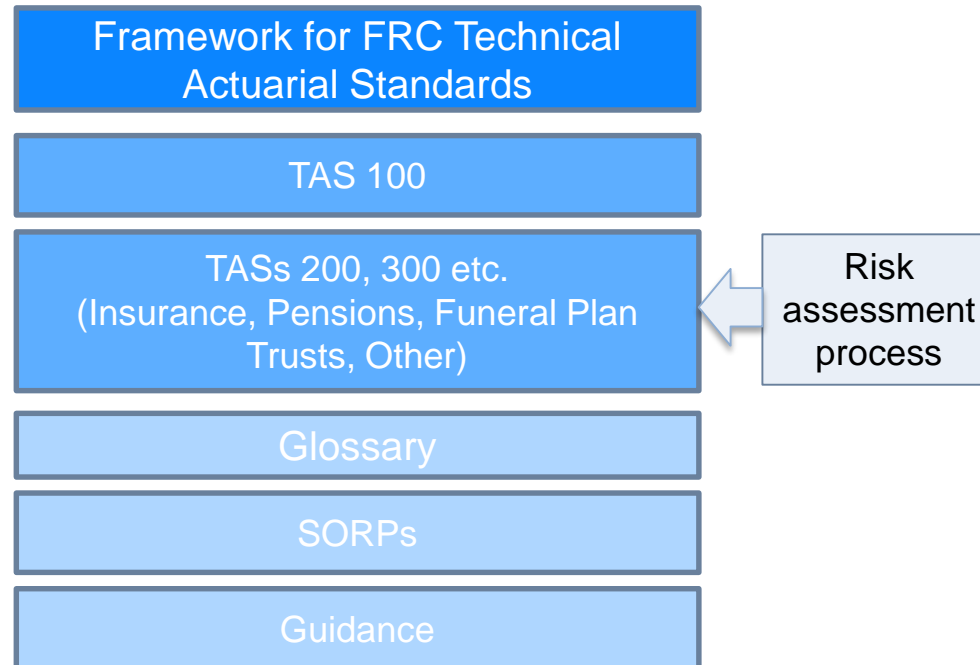 Framework for FRC Technical
Actuarial Standards
TAS 100
TASs 200, 300 etc.
(Insurance, Pensions, Funeral Plan
Trusts, Other)
Risk
assessment
process
Glossary
SORPs
Guidance